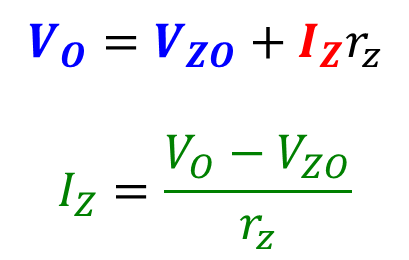 V_O = V_ZO + I_Z r_z
I_Z = (V_O − V_ZO) / r_z